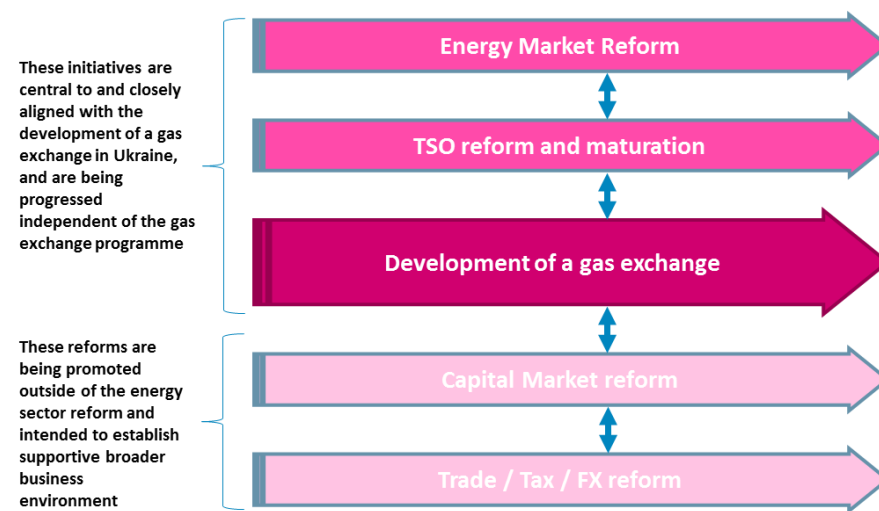 Energy Market Reform
These initiatives are
central to and closely
aligned with the
development of a gas
exchange in Ukraine,
and are being
progressed
independent of the gas
exchange programme
TSO reform and maturation
Development of a gas exchange
These reforms are
being promoted
outside of the energy
sector reform and
intended to establish
supportive broader
business
environment
Capital Market reform
Trade / Tax / FX reform